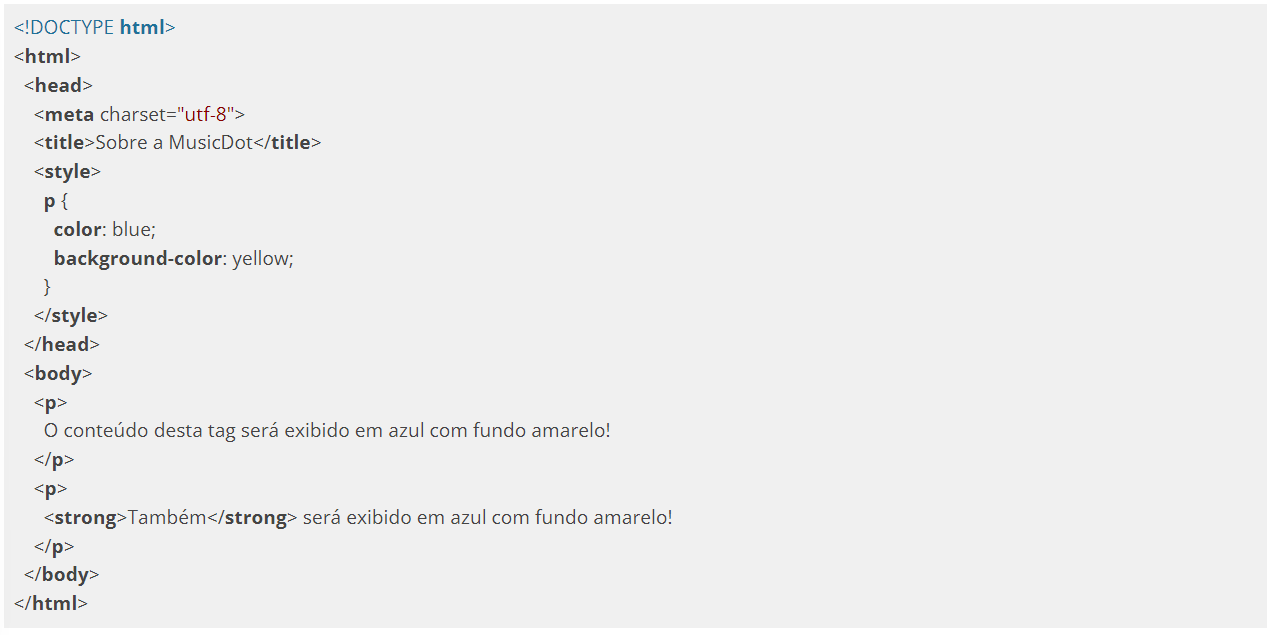 <!DOCTYPE html>
<html>
<head>
<meta charset="utf-8">
<title>Sobre a MusicDot</title>
<style>
p {
color: blue;
background-color: yellow;
}
</style>
</head>
<body>
<p>
O conteúdo desta tag será exibido em azul com fundo amarelo!
</p>
<p>
<strong>Também</strong> será exibido em azul com fundo amarelo!
</p>
</body>
</html>